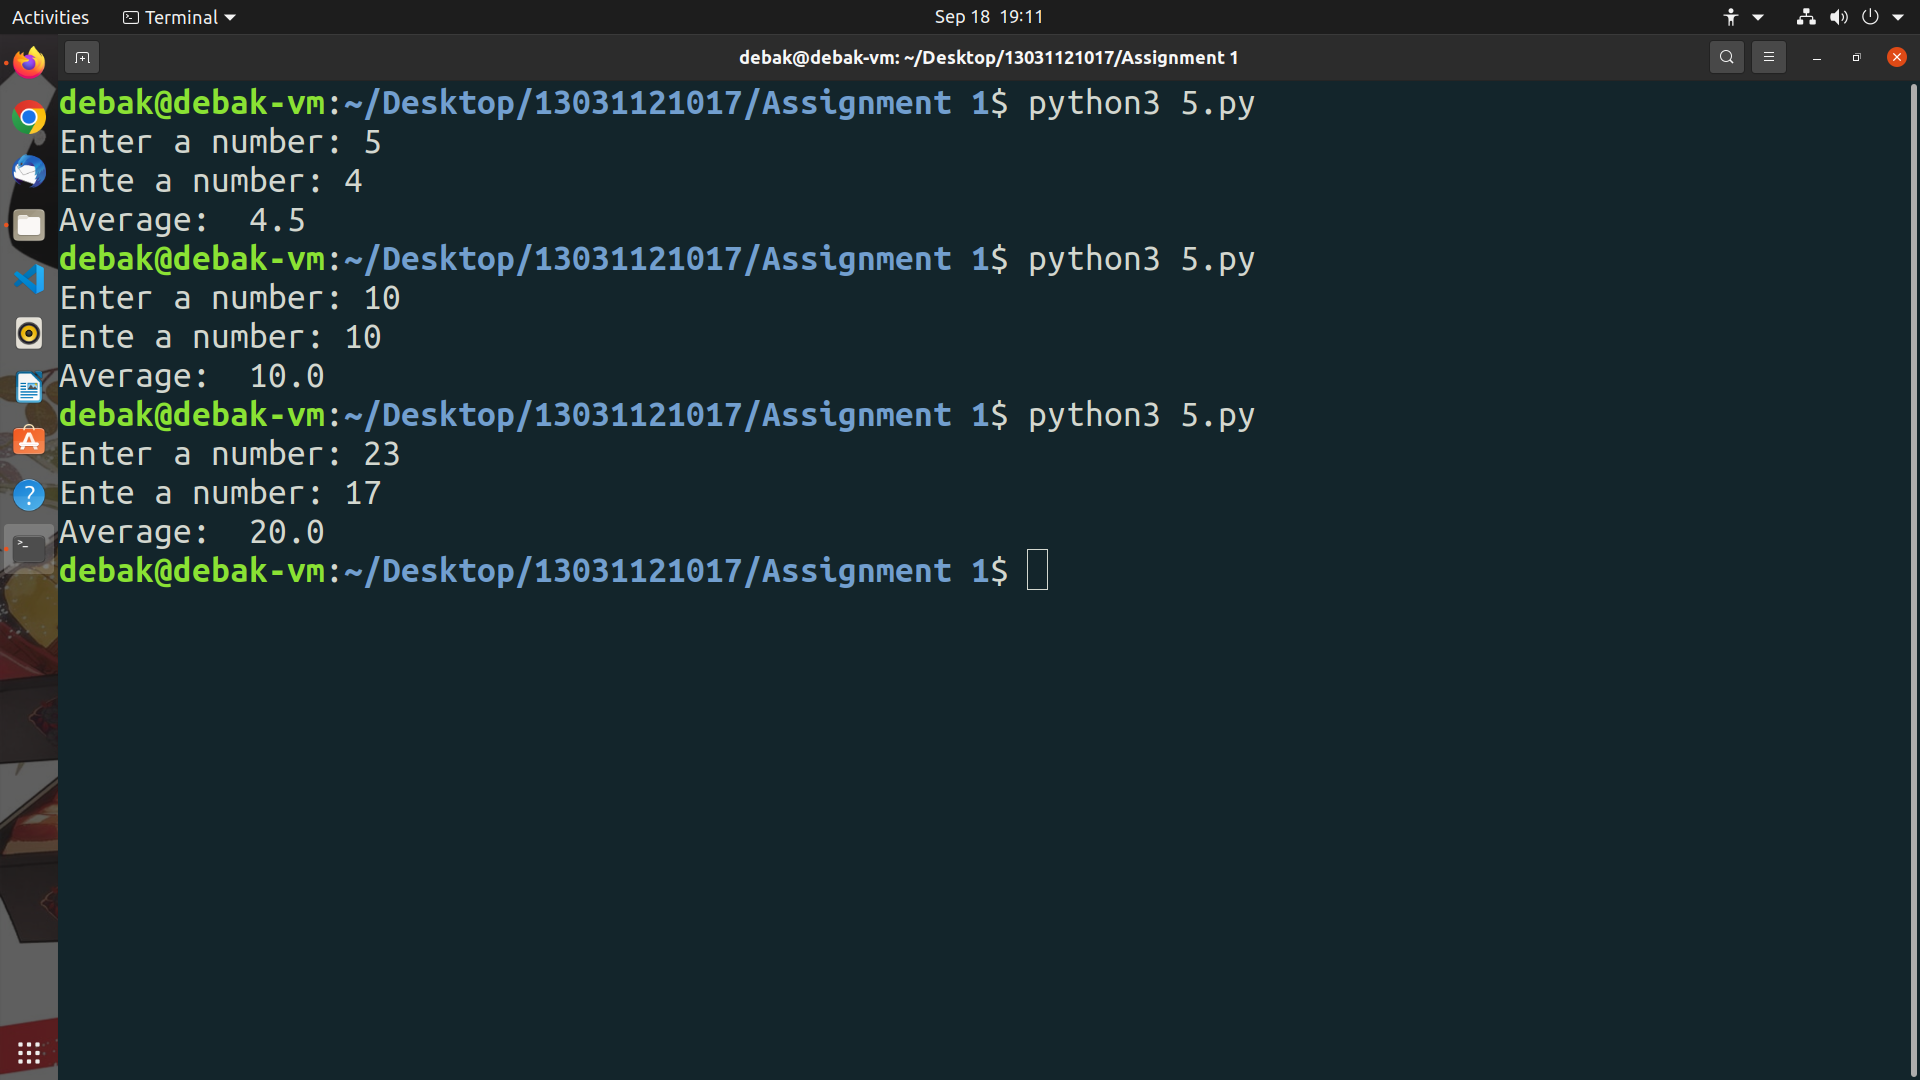 Activities Terminal Sep 18 19:11
debak@debak-vm: ~/Desktop/13031121017/Assignment 1
debak@debak-vm:~/Desktop/13031121017/Assignment 1$ python3 5.py
Enter a number: 5
Ente a number: 4
Average:  4.5
debak@debak-vm:~/Desktop/13031121017/Assignment 1$ python3 5.py
Enter a number: 10
Ente a number: 10
Average:  10.0
debak@debak-vm:~/Desktop/13031121017/Assignment 1$ python3 5.py
Enter a number: 23
Ente a number: 17
Average:  20.0
debak@debak-vm:~/Desktop/13031121017/Assignment 1$